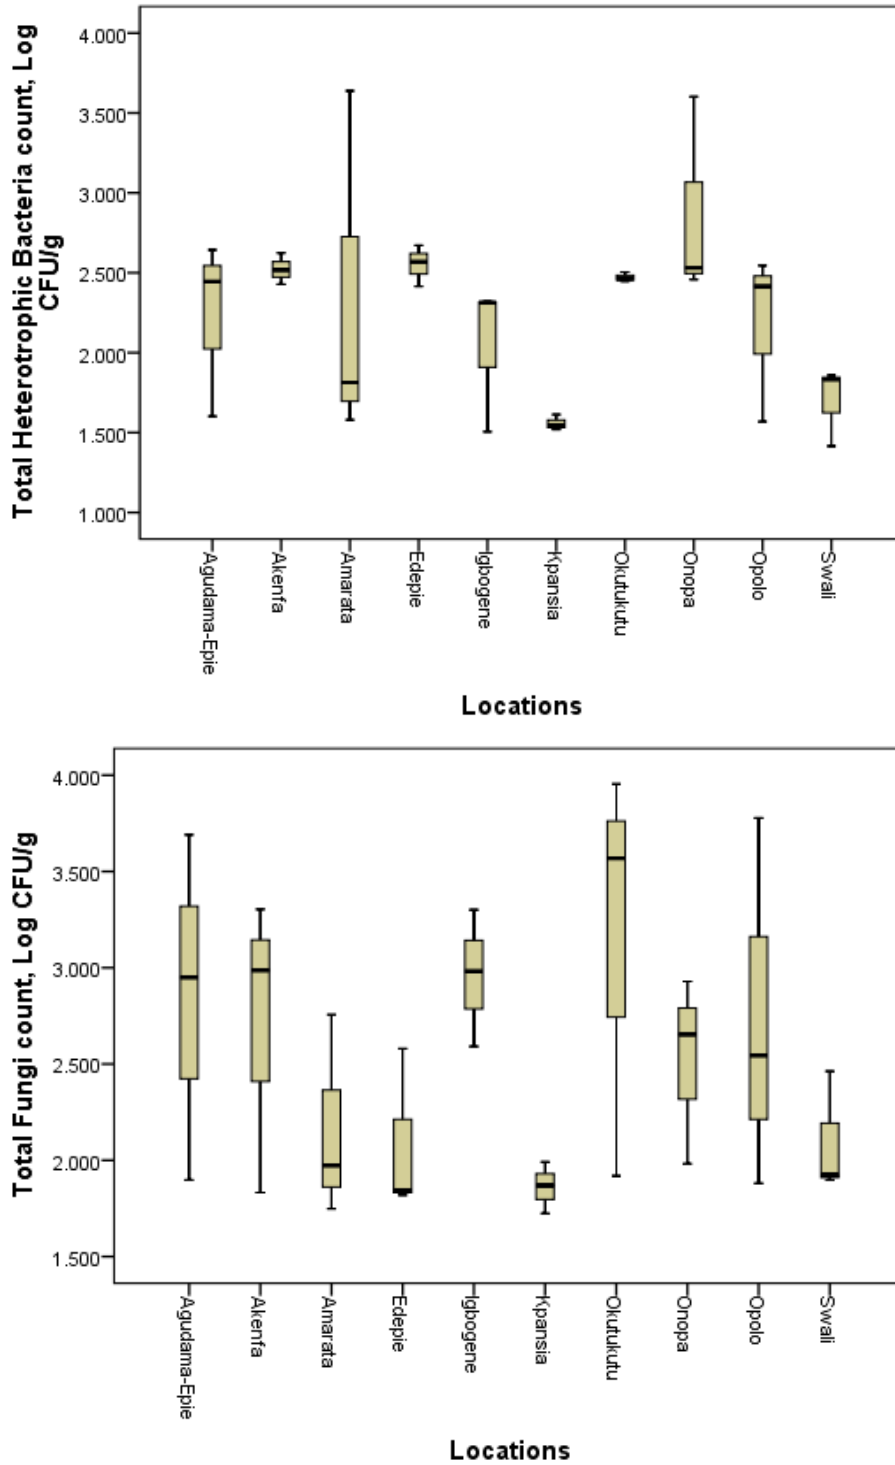 Total Heterotrophic Bacteria count, Log
CFU/g
4.000
3.500
3.000
2.500
2.000
1.500
1.000
Agudama-Epie
Akenfa
Amarata
Edepie
Igbogene
Kpansia
Okutukutu
Onopa
Opolo
Swali
Locations
Total Fungi count, Log CFU/g
4.000
3.500
3.000
2.500
2.000
1.500
Agudama-Epie
Akenfa
Amarata
Edepie
Igbogene
Kpansia
Okutukutu
Onopa
Opolo
Swali
Locations